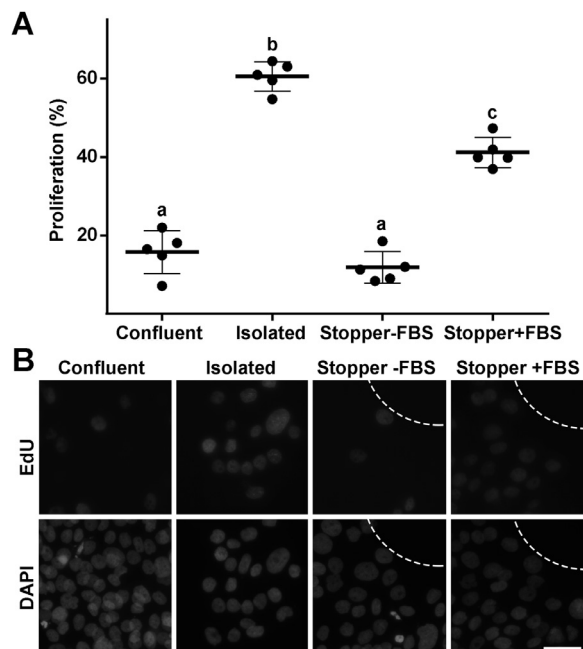 A
Proliferation (%)
60
40
20
a
b
a
c
Confluent
Isolated
Stopper-FBS
Stopper+FBS
B
Confluent
Isolated
Stopper -FBS
Stopper +FBS
EdU
DAPI